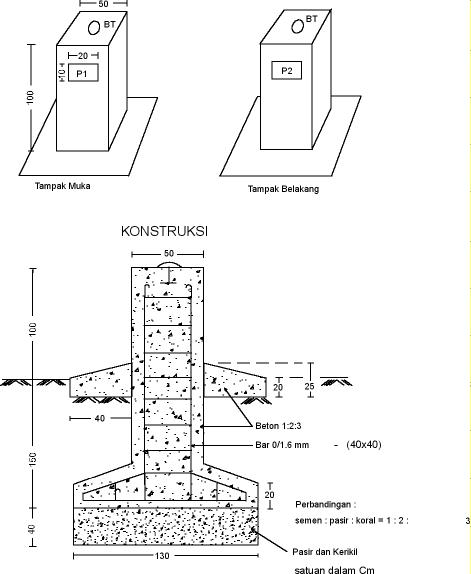 50
BT
20
10
P1
100
Tampak Muka
BT
P2
Tampak Belakang
KONSTRUKSI
50
100
20
25
40
Beton 1:2:3
Bar 0/1.6 mm - (40x40)
150
20
Perbandingan :
semen : pasir : koral = 1 : 2 : 3
40
Pasir dan Kerikil
130
satuan dalam Cm